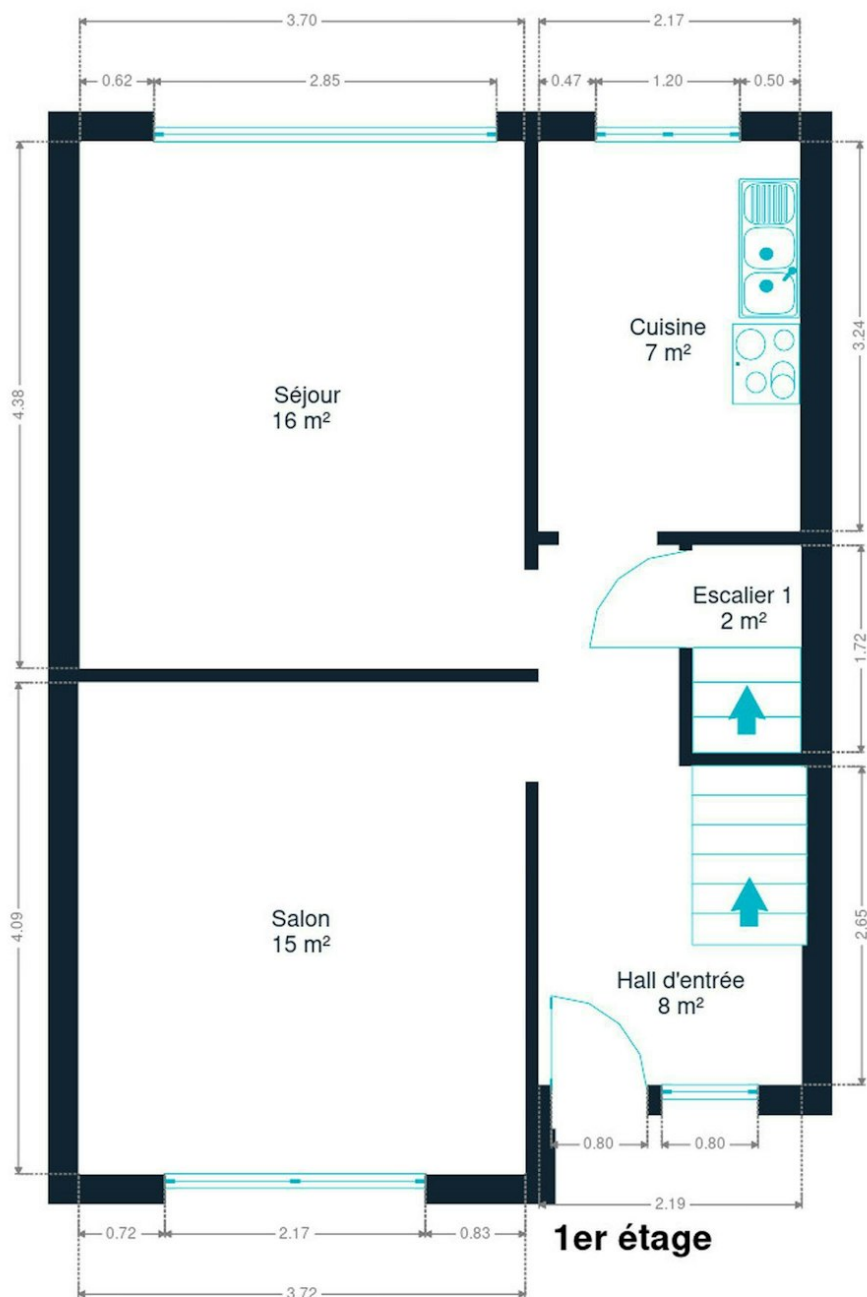 3.70
2.17
0.62
2.85
0.47
1.20
0.50
Cuisine
7 m²
3.24
Séjour
16 m²
4.38
Escalier 1
2 m²
1.72
Salon
15 m²
4.09
2.65
Hall d'entrée
8 m²
0.80
0.80
2.19
0.72
2.17
0.83
1er étage
3.72